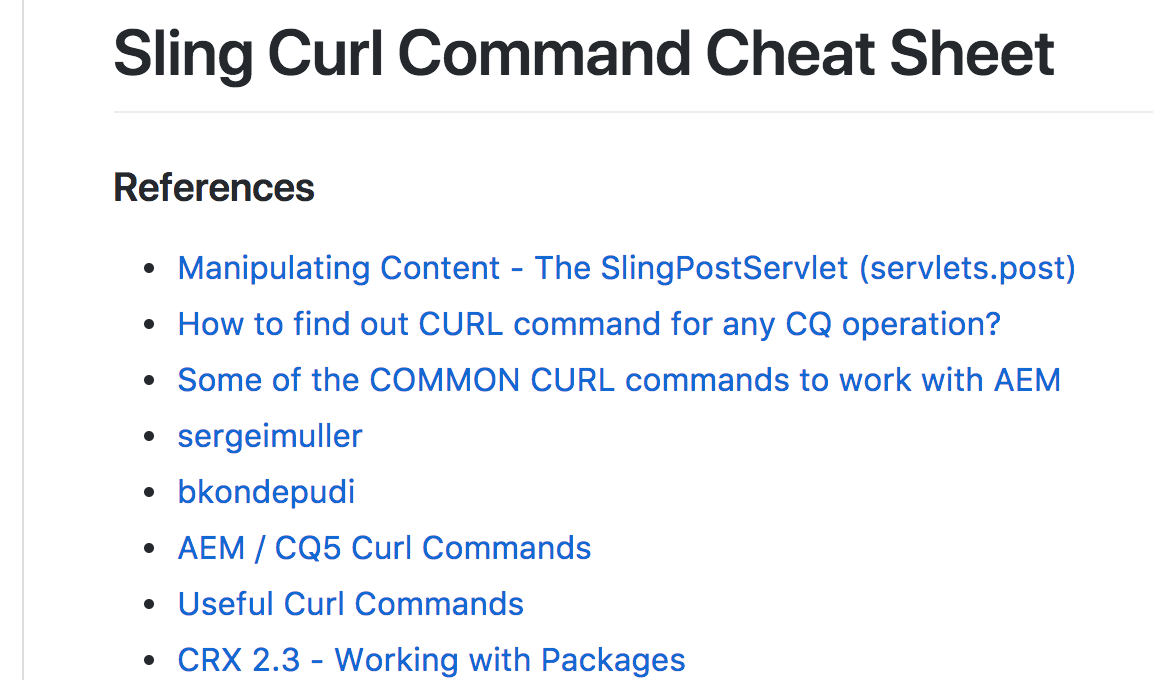 Sling Curl Command Cheat Sheet
References
Manipulating Content - The SlingPostServlet (servlets.post)
How to find out CURL command for any CQ operation?
Some of the COMMON CURL commands to work with AEM
sergeimuller
bkondepudi
AEM / CQ5 Curl Commands
Useful Curl Commands
CRX 2.3 - Working with Packages